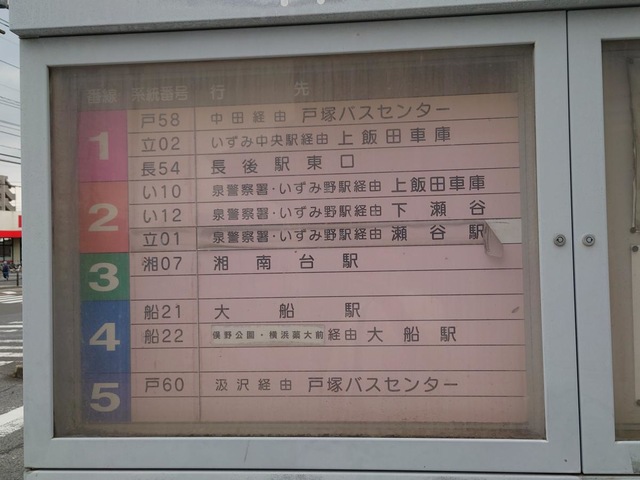 番線 系統番号 行先
1 戸58 中田経由 戸塚バスセンター
立02 いずみ中央駅経由 上飯田車庫
長54 長後駅東口
2 い10 泉警察署・いずみ野駅経由 上飯田車庫
い12 泉警察署・いずみ野駅経由 下瀬谷
立01 泉警察署・いずみ野駅経由 瀬谷駅
3 湘07 湘南台駅
4 船21 大船駅
船22 俣野公園・横浜薬大前 経由 大船駅
5 戸60 汲沢経由 戸塚バスセンター